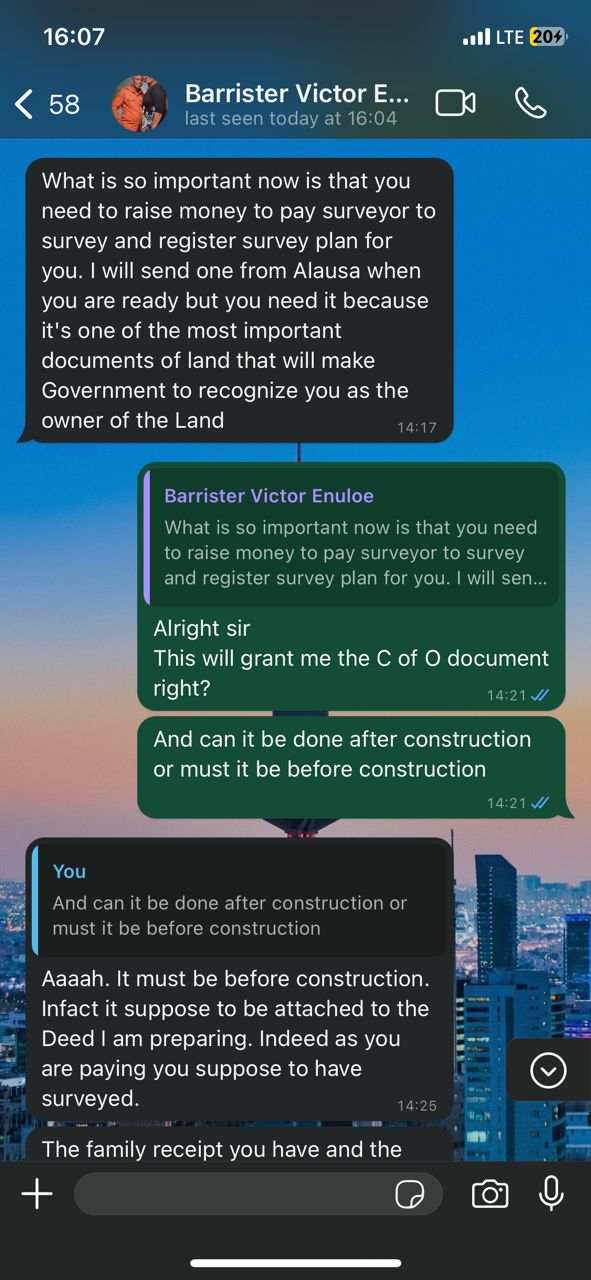 16:07
LTE 20
58
Barrister Victor E...
last seen today at 16:04
What is so important now is that you
need to raise money to pay surveyor to
survey and register survey plan for
you. I will send one from Alausa when
you are ready but you need it because
it's one of the most important
documents of land that will make
Government to recognize you as the
owner of the Land
14:17
Barrister Victor Enuloe
What is so important now is that you need
to raise money to pay surveyor to survey
and register survey plan for you. I will sen...
Alright sir
This will grant me the C of O document
right?
14:21
And can it be done after construction
or must it be before construction
14:21
You
And can it be done after construction or
must it be before construction
Aaaah. It must be before construction.
Infact it suppose to be attached to the
Deed I am preparing. Indeed as you
are paying you suppose to have
surveyed.
14:25
The family receipt you have and the